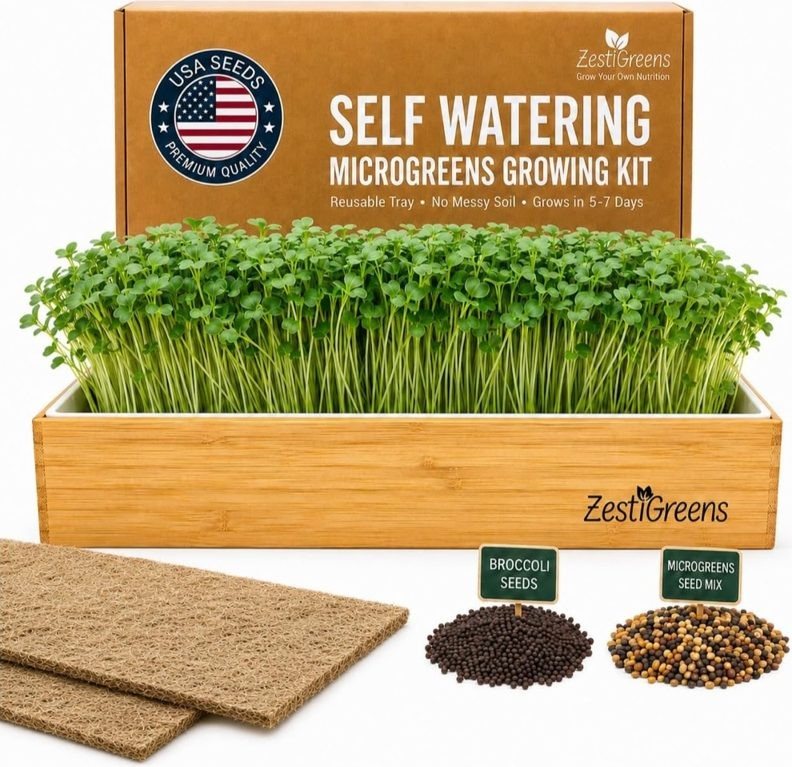 USA SEEDS
PREMIUM QUALITY
ZestiGreens
Grow Your Own Nutrition
SELF WATERING
MICROGREENS GROWING KIT
Reusable Tray • No Messy Soil • Grows in 5-7 Days
ZestiGreens
BROCCOLI
SEEDS
MICROGREENS
SEED MIX